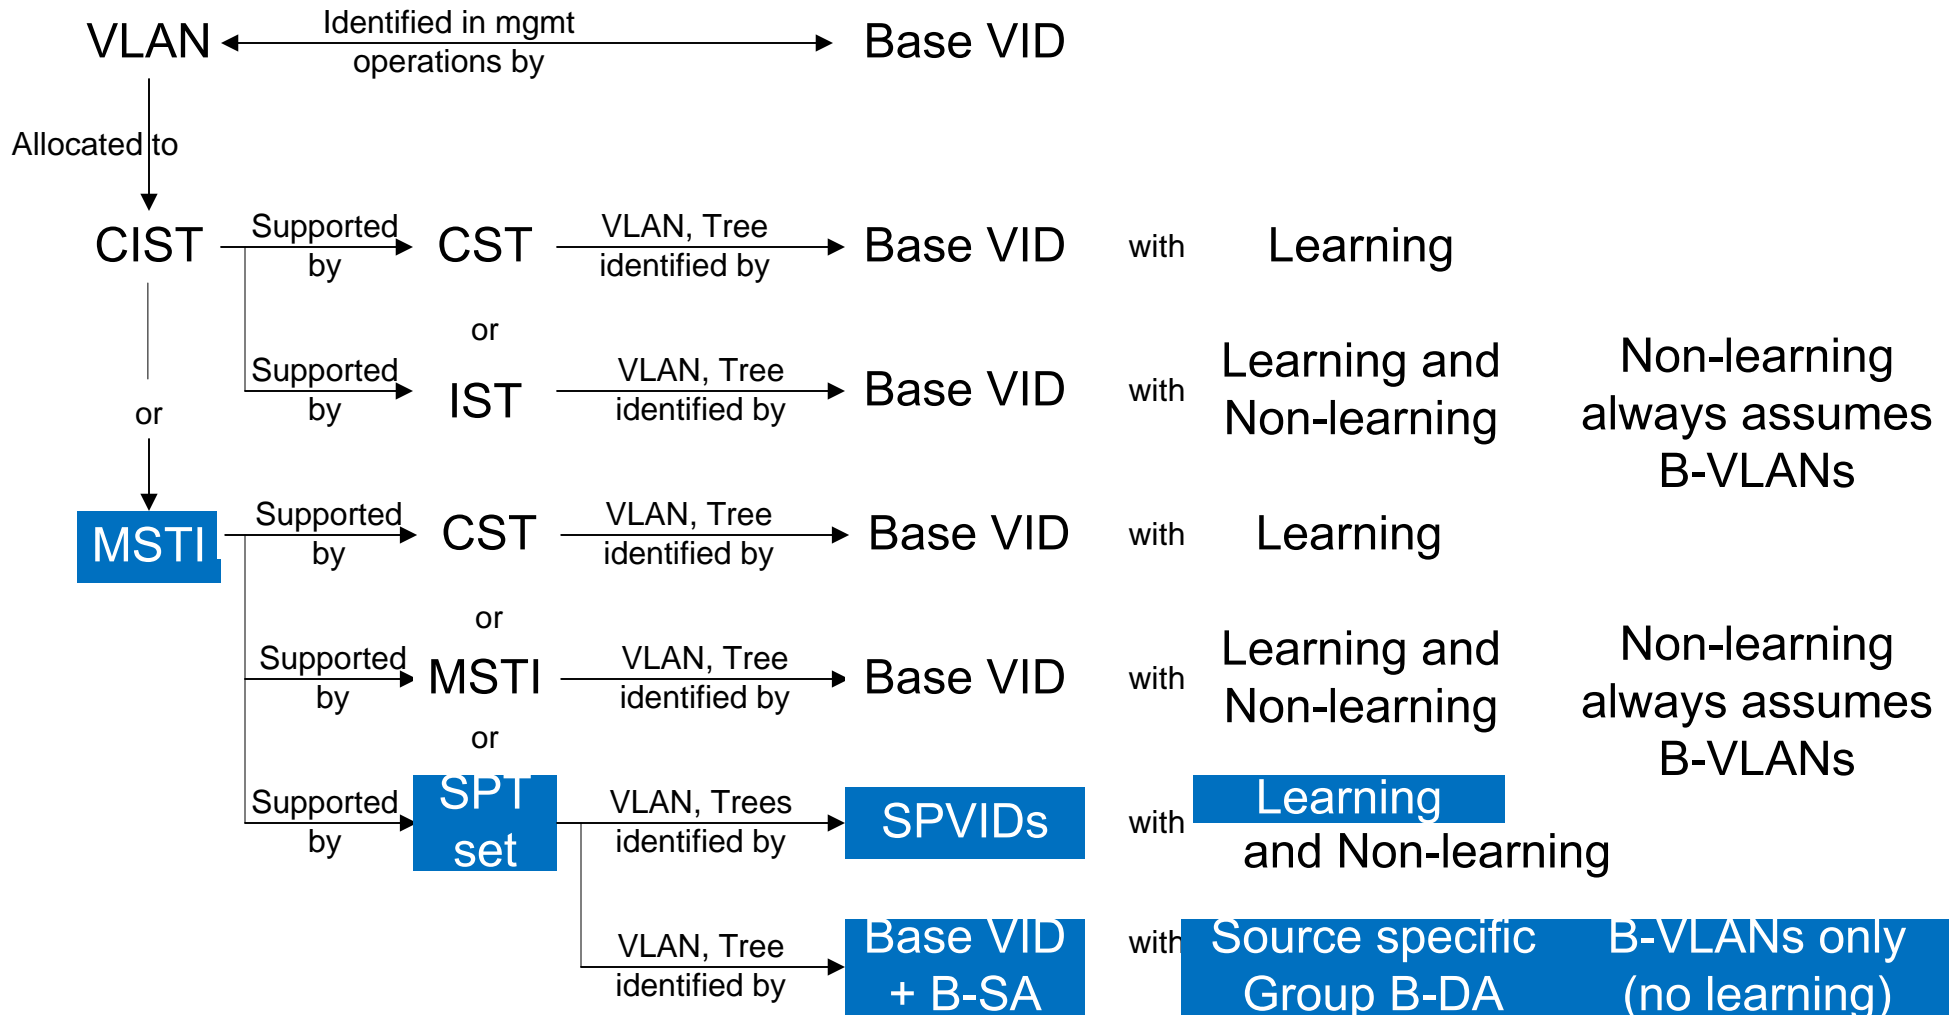 VLAN
Identified in mgmt
operations by
Base VID
Allocated to
CIST
Supported
by
CST
VLAN, Tree
identified by
Base VID
with
Learning
or
Supported
by
IST
VLAN, Tree
identified by
Base VID
with
Learning and
Non-learning
Non-learning
always assumes
B-VLANs
or
MSTI
Supported
by
CST
VLAN, Tree
identified by
Base VID
with
Learning
or
Supported
by
MSTI
VLAN, Tree
identified by
Base VID
with
Learning and
Non-learning
Non-learning
always assumes
B-VLANs
or
Supported
by
SPT
set
VLAN, Trees
identified by
SPVIDs
with
Learning
and Non-learning
VLAN, Tree
identified by
Base VID
+ B-SA
with
Source specific
Group B-DA
B-VLANs only
(no learning)